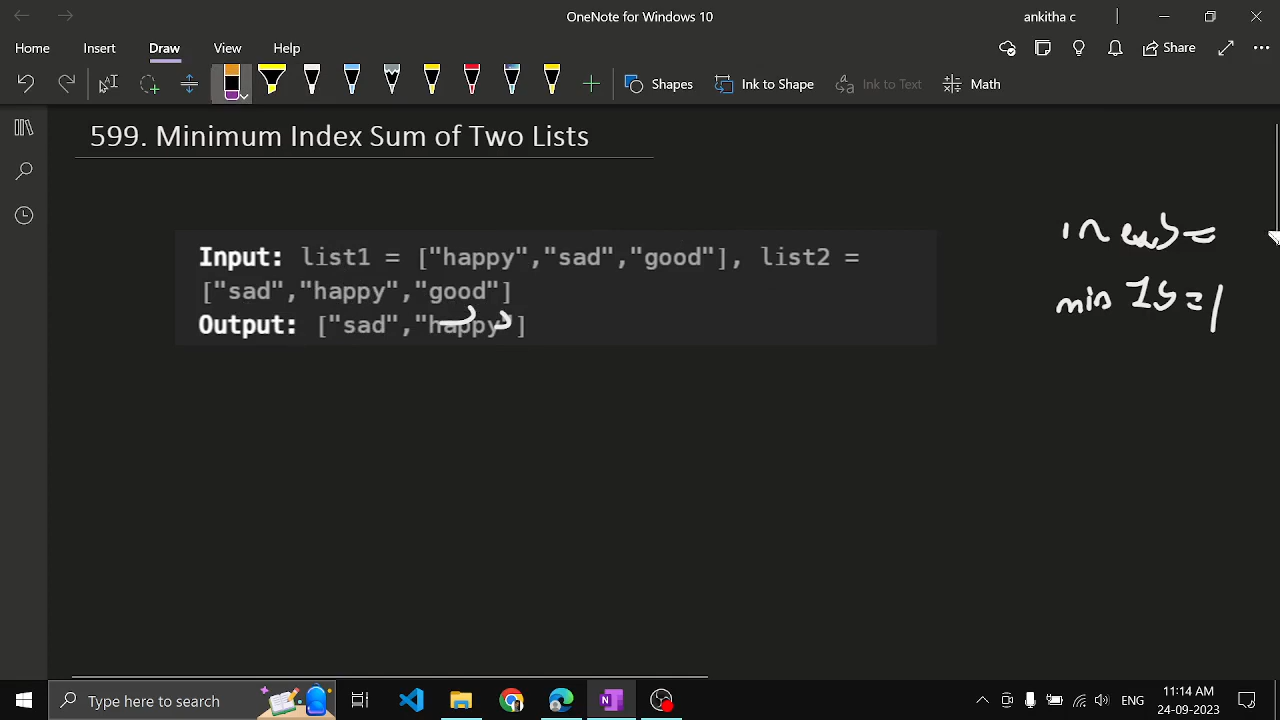 OneNote for Windows 10
ankitha c
Home Insert Draw View Help
Share
Shapes Ink to Shape Ink to Text Math
599. Minimum Index Sum of Two Lists
Input: list1 = ["happy","sad","good"], list2 =
["sad","happy","good"]
Output: ["sad","happy"]
min IS = 1
Type here to search
ENG
11:14 AM
24-09-2023